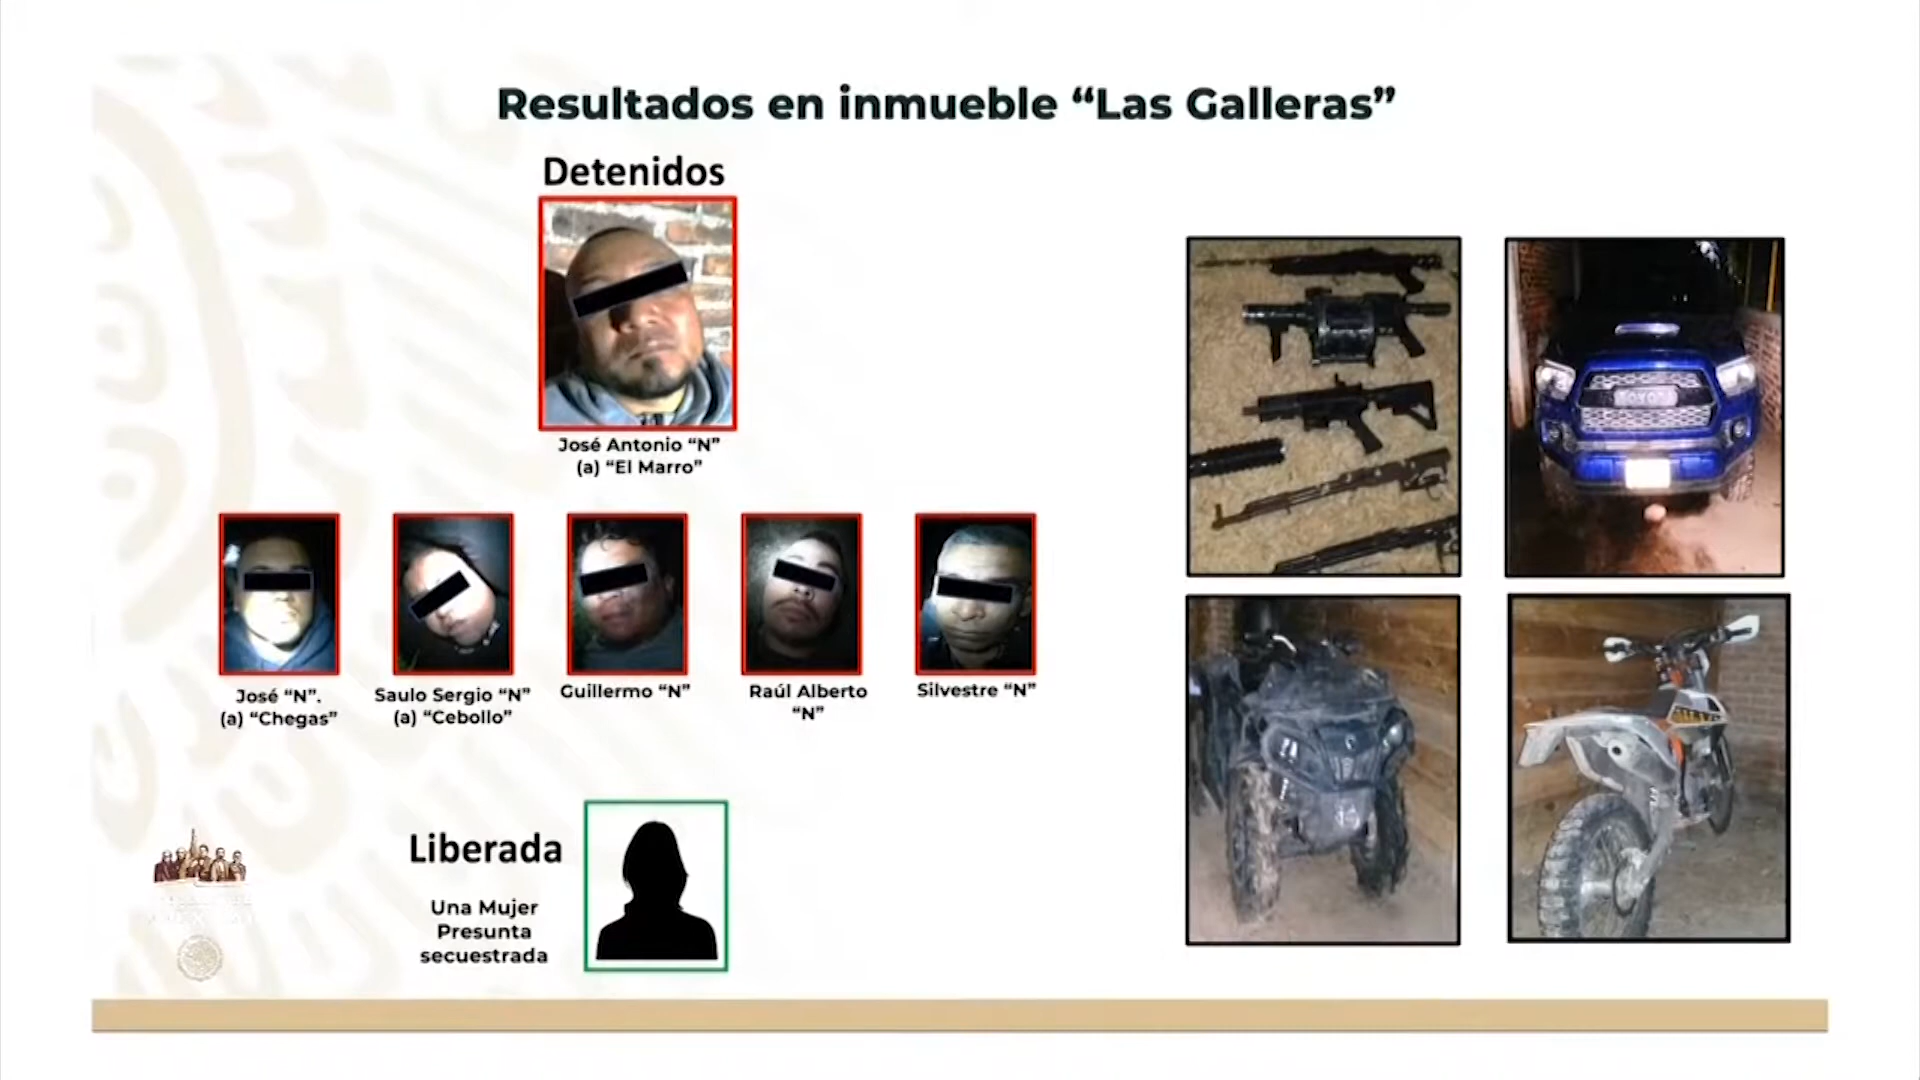 Resultados en inmueble “Las Galleras”
Detenidos
José Antonio “N”
(a) “El Marro”
José “N”.
(a) “Chegas”
Saulo Sergio “N”
(a) “Cebollo”
Guillermo “N”
Raúl Alberto
“N”
Silvestre “N”
Liberada
Una Mujer
Presunta
secuestrada
TOYOTA